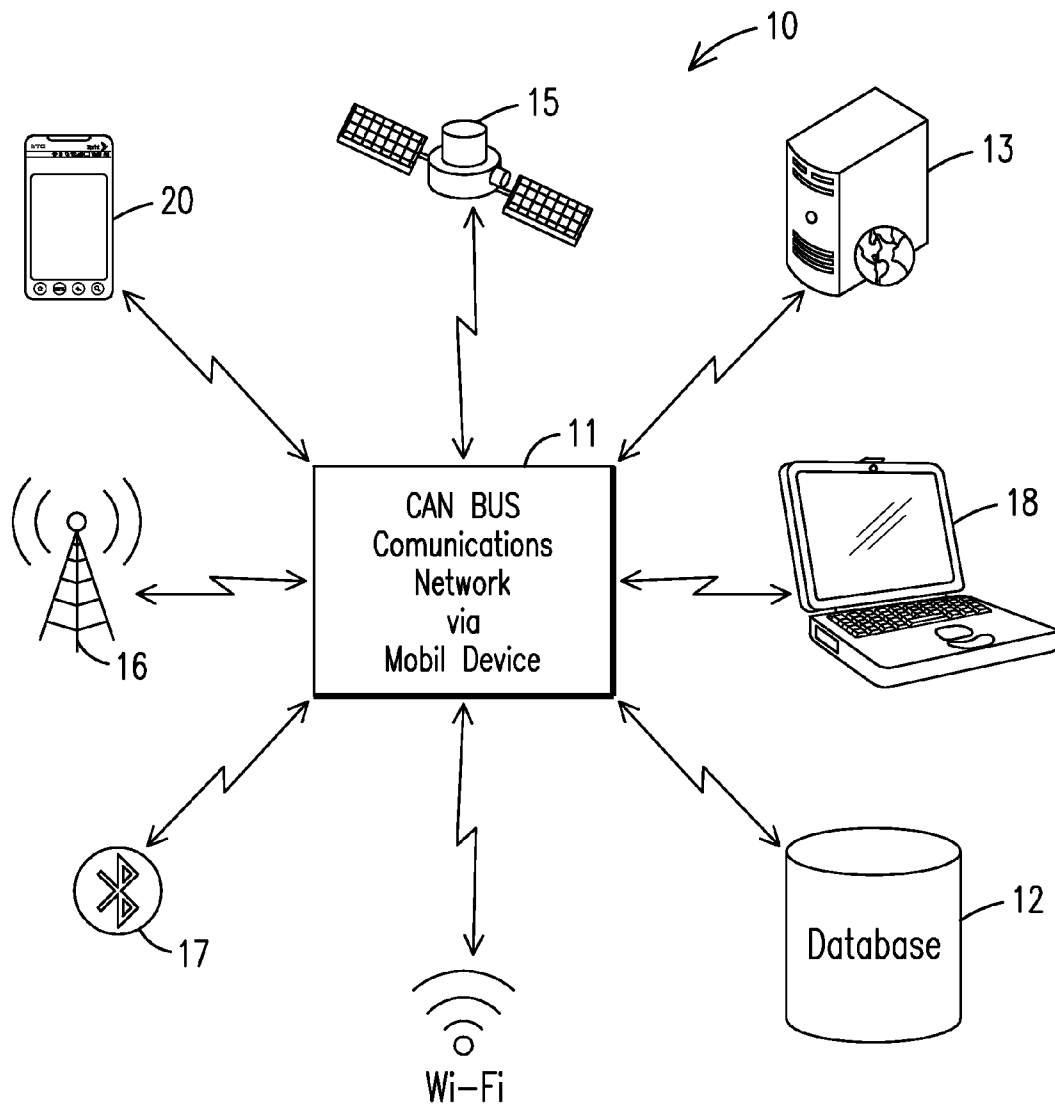 10
15
13
20
11
CAN BUS
Comunications
Network
via
Mobil Device
18
16
17
12
Database
Wi-Fi